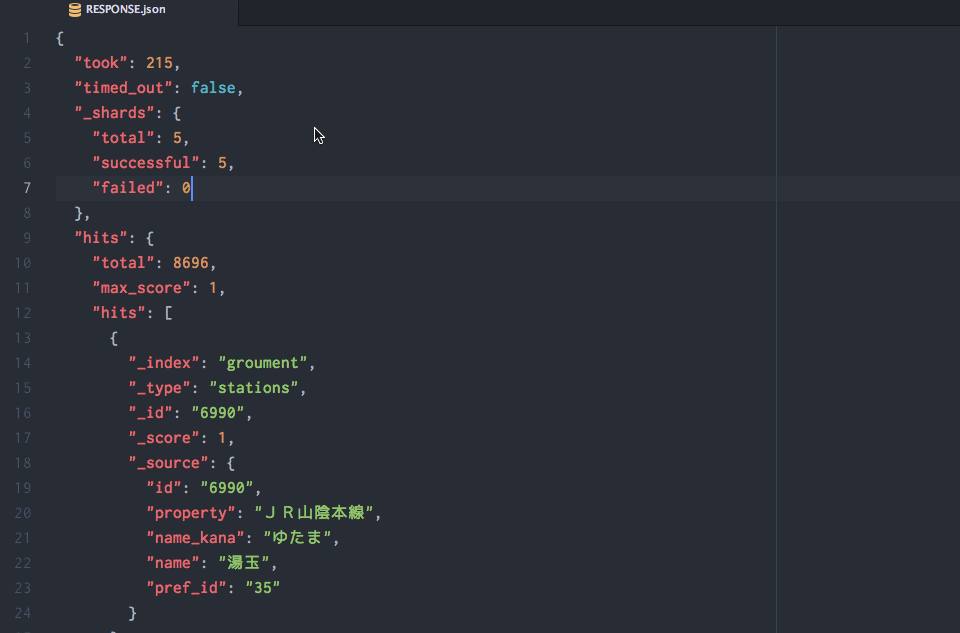 RESPONSE.json
1 {
2   "took": 215,
3   "timed_out": false,
4   "_shards": {
5     "total": 5,
6     "successful": 5,
7     "failed": 0
8   },
9   "hits": {
10     "total": 8696,
11     "max_score": 1,
12     "hits": [
13       {
14         "_index": "groument",
15         "_type": "stations",
16         "_id": "6990",
17         "_score": 1,
18         "_source": {
19           "id": "6990",
20           "property": "ＪＲ山陰本線",
21           "name_kana": "ゆたま",
22           "name": "湯玉",
23           "pref_id": "35"
24         }